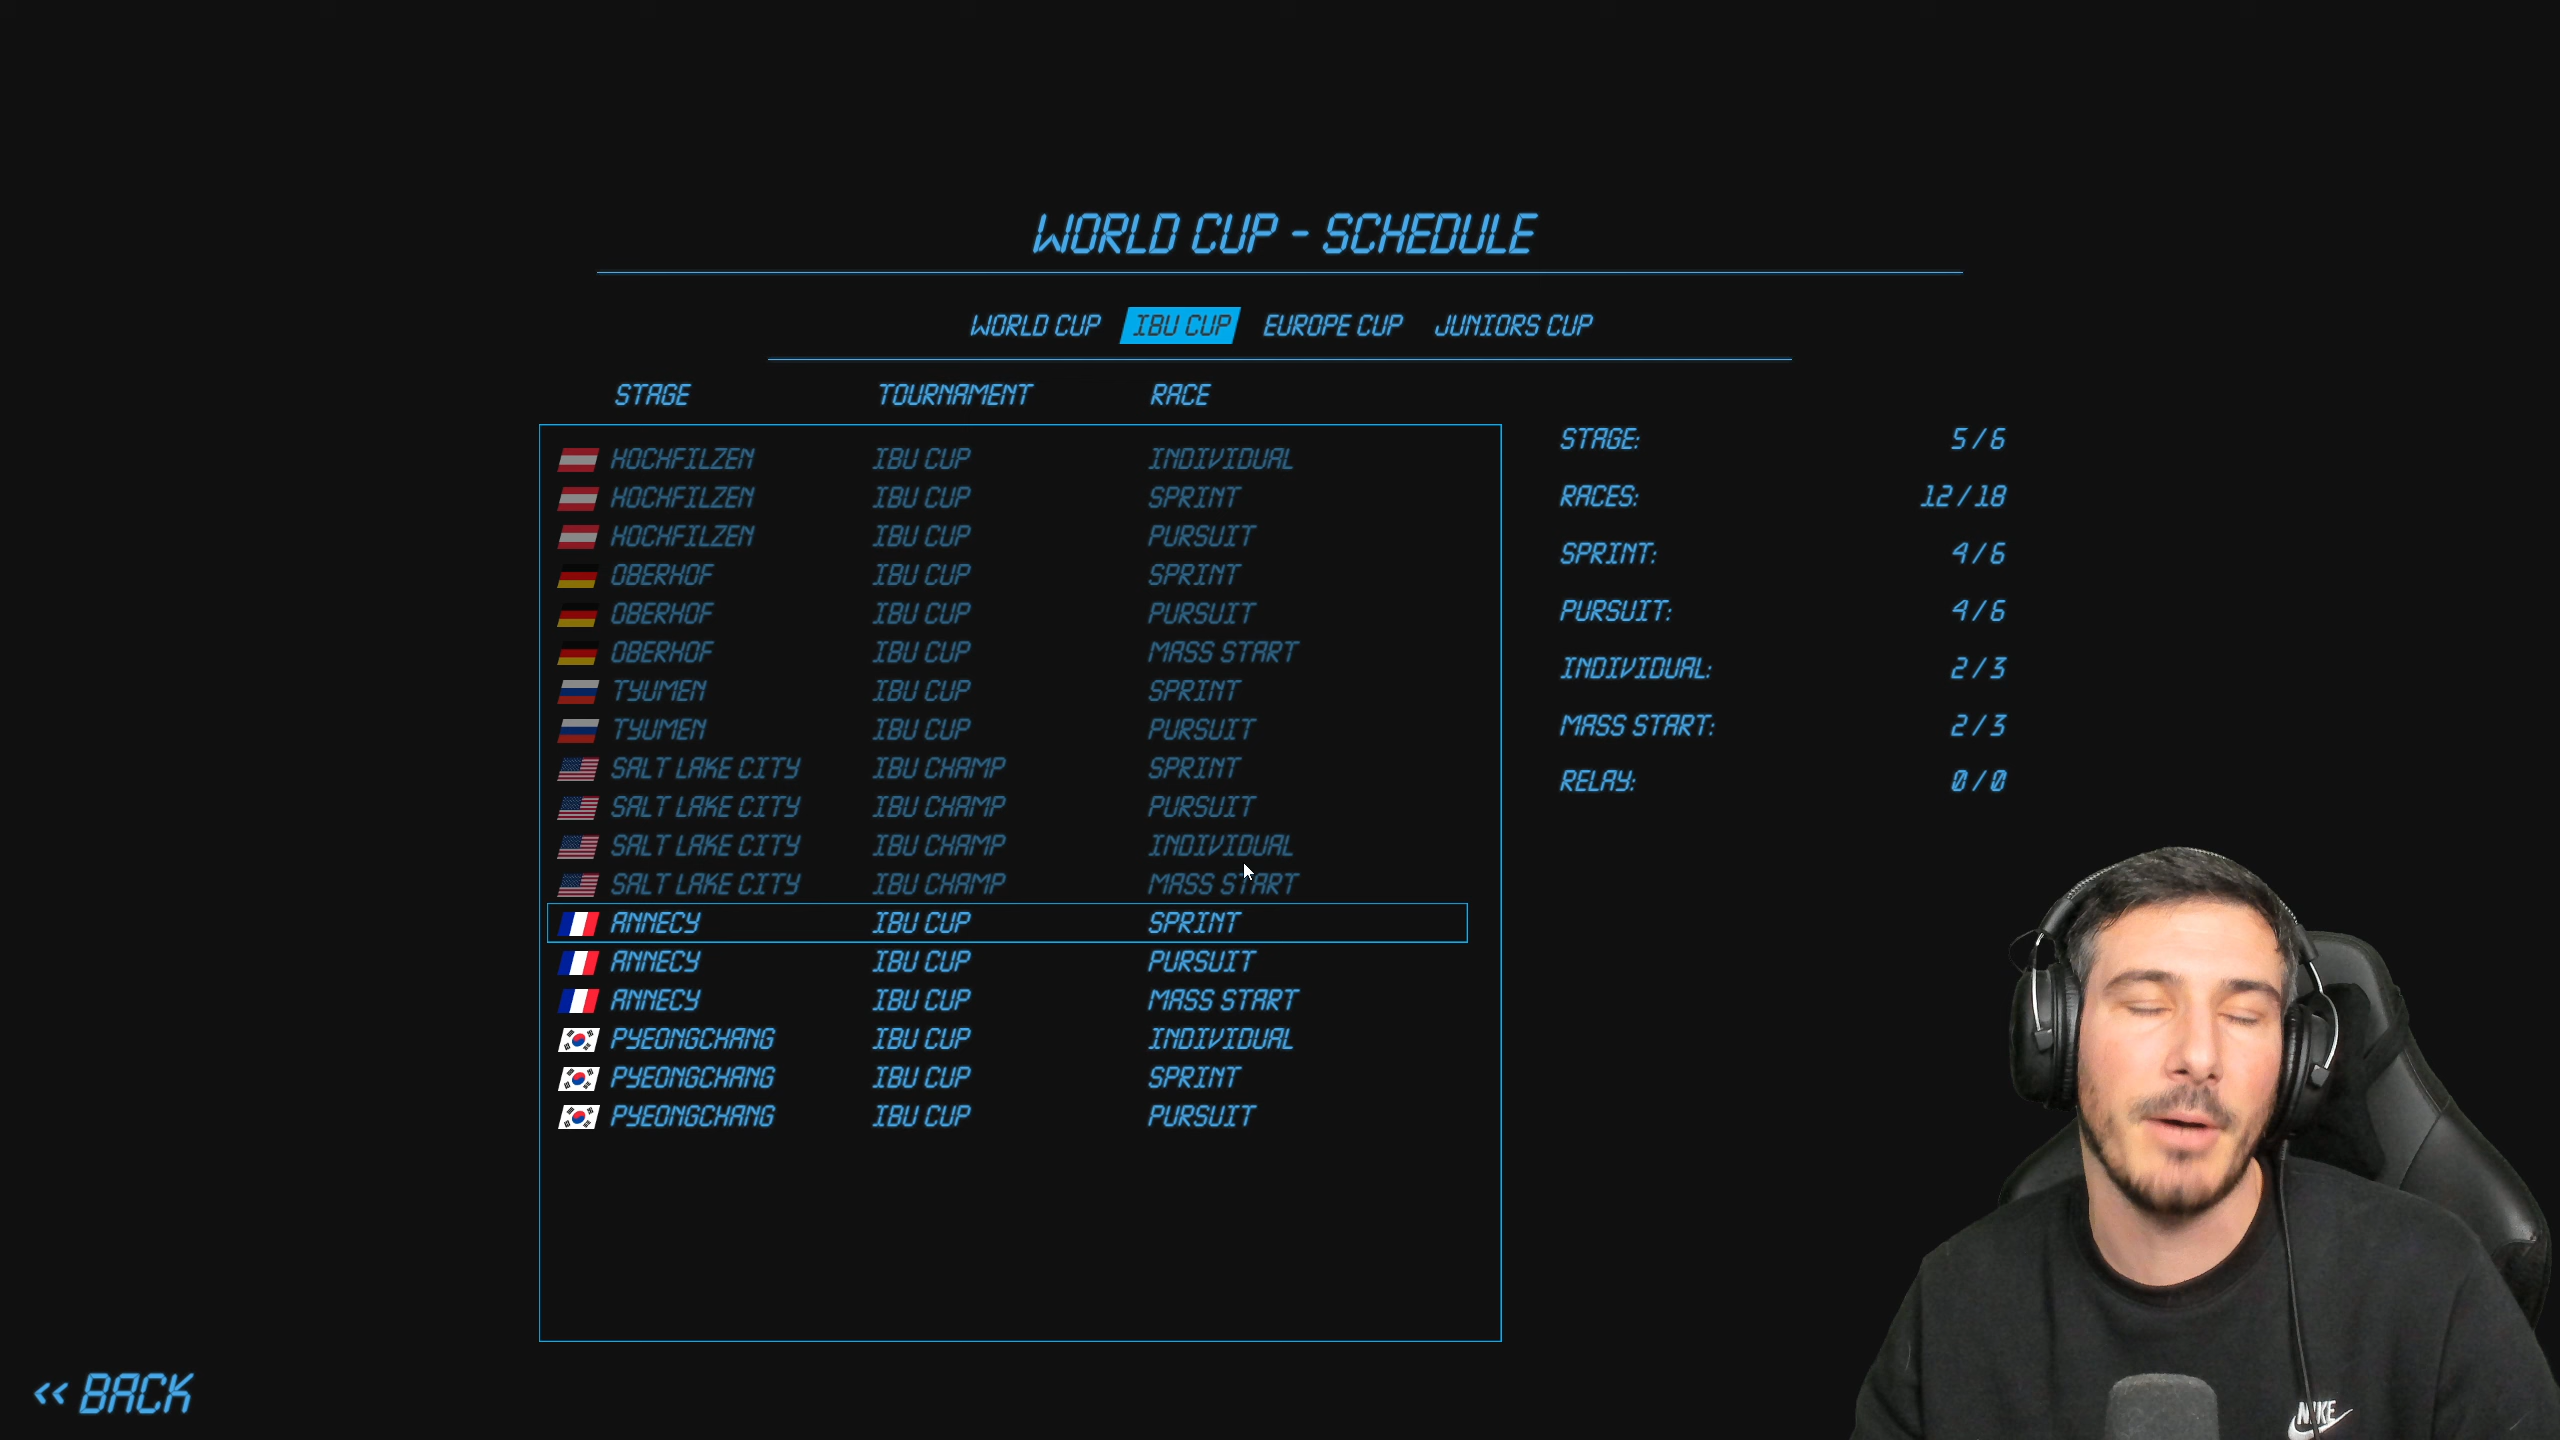 WORLD CUP - SCHEDULE
WORLD CUP IBU CUP EUROPE CUP JUNIORS CUP
STAGE TOURNAMENT RACE
HOCHFILZEN IBU CUP INDIVIDUAL
HOCHFILZEN IBU CUP SPRINT
HOCHFILZEN IBU CUP PURSUIT
OBERHOF IBU CUP SPRINT
OBERHOF IBU CUP PURSUIT
OBERHOF IBU CUP MASS START
TYUMEN IBU CUP SPRINT
TYUMEN IBU CUP PURSUIT
SALT LAKE CITY IBU CHAMP SPRINT
SALT LAKE CITY IBU CHAMP PURSUIT
SALT LAKE CITY IBU CHAMP INDIVIDUAL
SALT LAKE CITY IBU CHAMP MASS START
ANNECY IBU CUP SPRINT
ANNECY IBU CUP PURSUIT
ANNECY IBU CUP MASS START
PYEONGCHANG IBU CUP INDIVIDUAL
PYEONGCHANG IBU CUP SPRINT
PYEONGCHANG IBU CUP PURSUIT
STAGE: 5/6
RACES: 12/18
SPRINT: 4/6
PURSUIT: 4/6
INDIVIDUAL: 2/3
MASS START: 2/3
RELAY: 0/0
<< BACK
NIKE